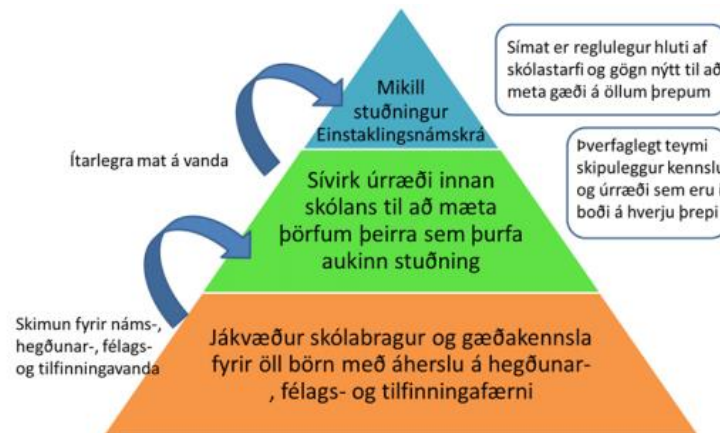 Mikill
stuðningur
Einstaklingsnámskrá
Símat er reglulegur hluti af
skólastarfi og gögn nýtt til að
meta gæði á öllum þrepum
Ítarlegra mat á vanda
Sívirk úrræði innan
skólans til að mæta
þörfum þeirra sem þurfa
aukinn stuðning
Þverfaglegt teymi
skipuleggur kennslu
og úrræði sem eru í
boði á hverju þrepi
Skimun fyrir náms-,
hegðunar-, félags-
og tilfinningavanda
Jákvæður skólabragur og gæðakennsla
fyrir öll börn með áherslu á hegðunar-
, félags- og tilfinningafærni